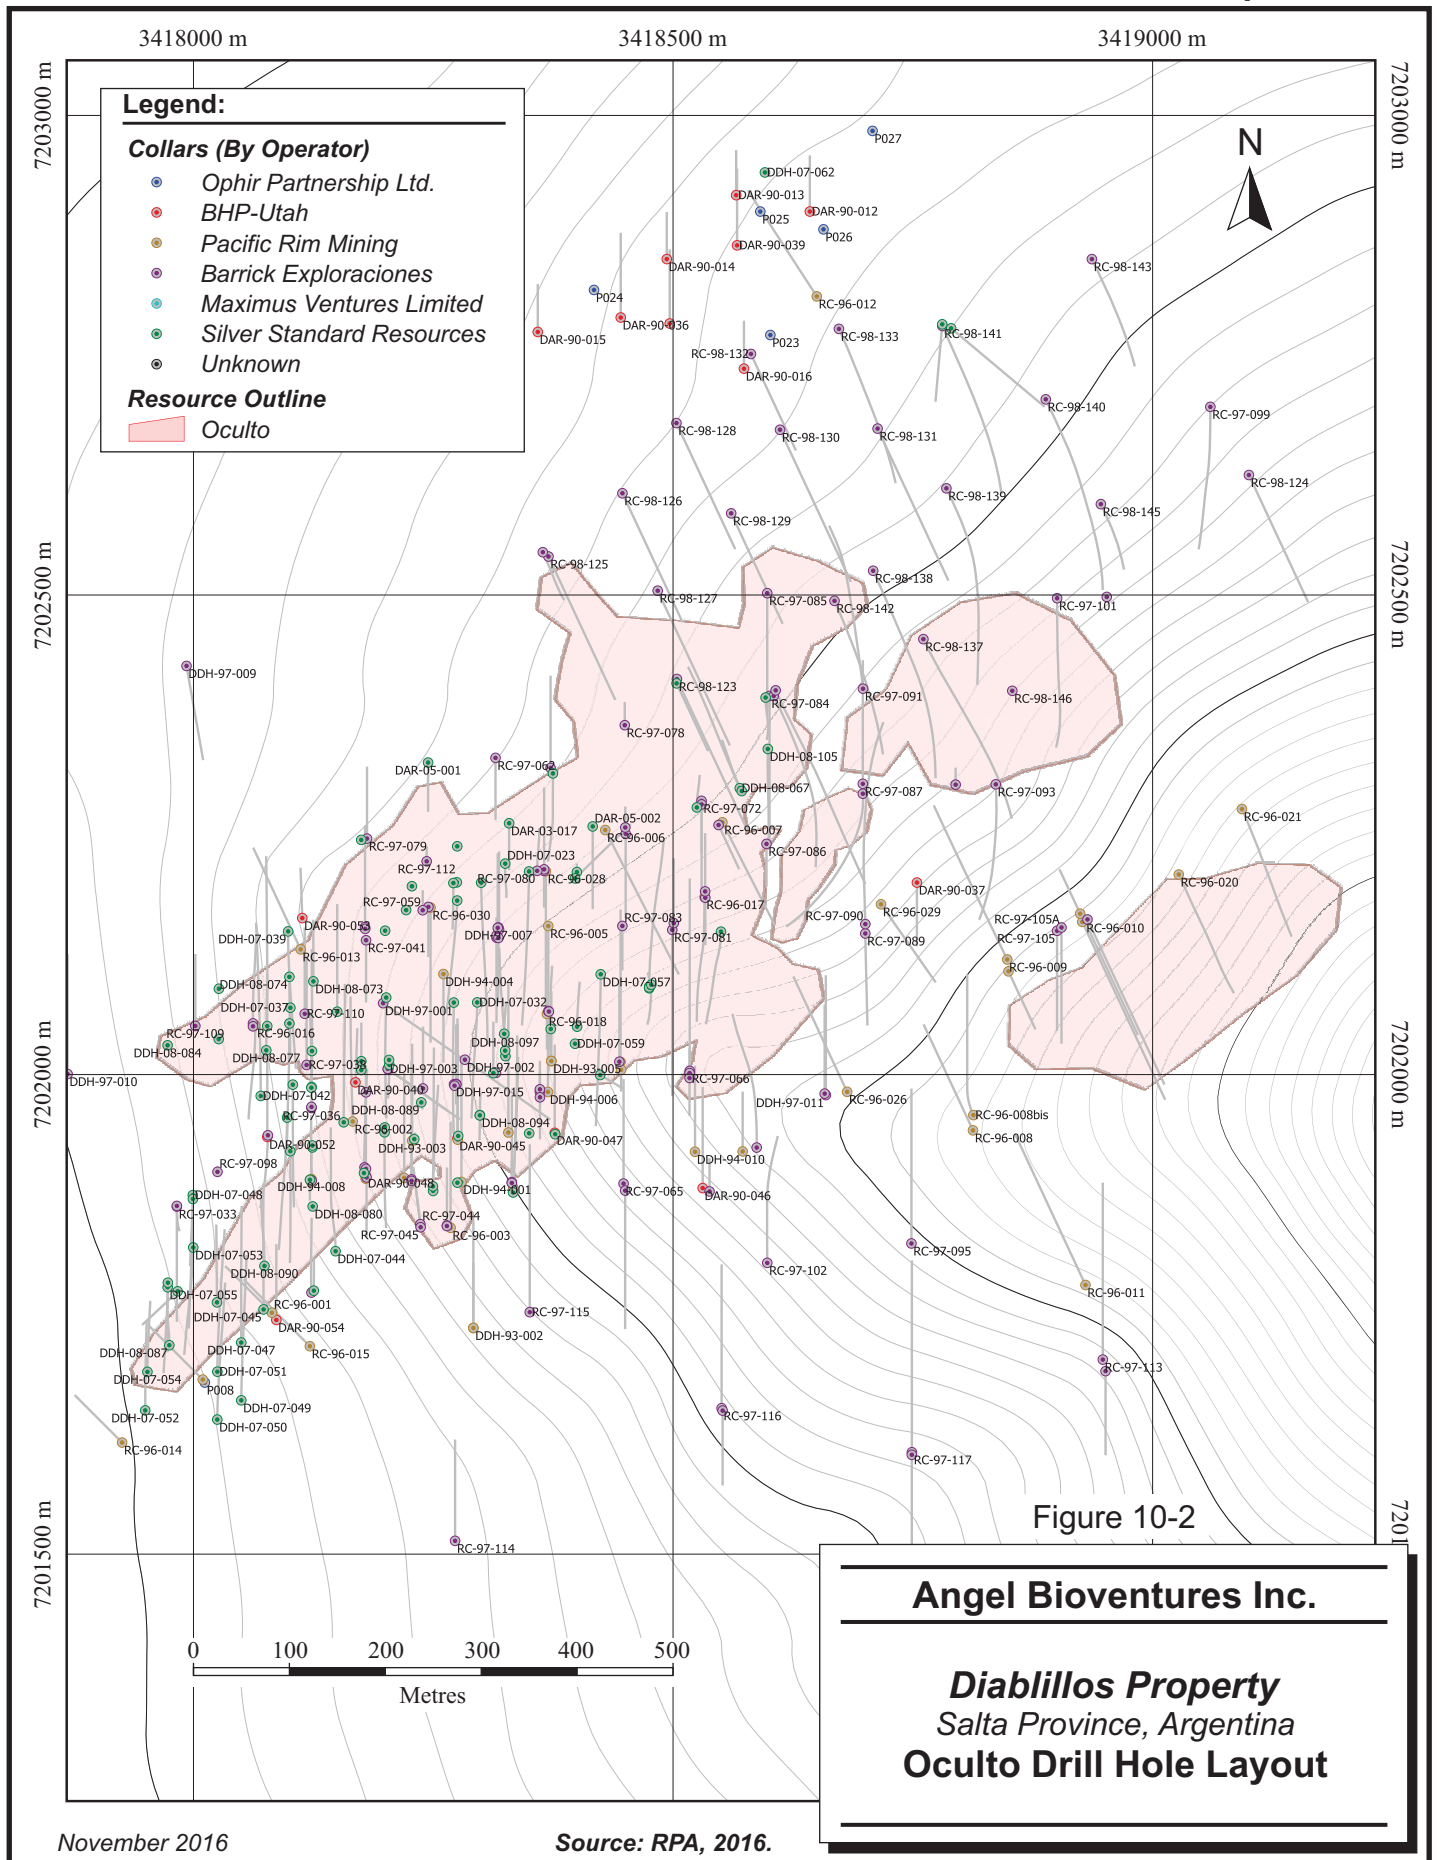 3418000 m
3418500 m
3419000 m
7203000 m
7203000 m
Legend:
Collars (By Operator)
Ophir Partnership Ltd.
BHP-Utah
Pacific Rim Mining
Barrick Exploraciones
Maximus Ventures Limited
Silver Standard Resources
Unknown
Resource Outline
Oculto
N
P027
DDH-07-062
DAR-90-013
P025
DAR-90-012
P026
DAR-90-039
DAR-90-014
RC-98-143
P024
RC-96-012
DAR-90-036
DAR-90-015
P023
RC-98-133
RC-98-141
RC-98-132
DAR-90-016
RC-98-140
RC-97-099
RC-98-128
RC-98-130
RC-98-131
RC-98-124
RC-98-126
RC-98-139
RC-98-145
RC-98-129
RC-98-125
7202500 m
7202500 m
RC-98-138
RC-98-127
RC-97-085
RC-98-142
RC-97-101
RC-98-137
DDH-97-009
RC-98-123
RC-97-084
RC-97-091
RC-98-146
RC-97-078
DDH-08-105
RC-97-062
DAR-05-001
DDH-08-067
RC-97-087
RC-97-093
RC-97-072
RC-96-021
DAR-03-017
DAR-05-002
RC-96-006
RC-96-007
RC-97-079
RC-97-086
DDH-07-023
RC-97-112
RC-97-080
RC-96-028
RC-96-020
DAR-90-037
RC-97-059
RC-96-017
RC-96-029
RC-96-030
DAR-90-053
RC-97-083
RC-97-090
RC-97-105A
RC-96-010
DDH-07-039
DDH-97-007
RC-96-005
RC-97-081
RC-97-089
RC-97-105
RC-97-041
RC-96-013
RC-96-009
DDH-08-074
DDH-08-073
DDH-94-004
DDH-07-057
DDH-07-037
RC-97-110
DDH-97-001
DDH-07-032
RC-96-018
RC-97-109
RC-96-016
DDH-08-097
DDH-07-059
DDH-08-084
DDH-08-077
RC-97-038
DDH-97-003
DDH-97-002
DDH-93-005
7202000 m
7202000 m
DDH-97-010
RC-97-066
DDH-07-042
DAR-90-040
DDH-97-015
DDH-94-006
DDH-97-011
RC-96-026
RC-97-036
DDH-08-089
RC-96-002
DDH-08-094
RC-96-008bis
RC-96-008
DAR-90-052
DDH-93-003
DAR-90-045
DAR-90-047
DDH-94-010
RC-97-098
DDH-94-008
DAR-90-048
DDH-94-001
RC-97-065
DAR-90-046
DDH-07-048
RC-97-033
DDH-08-080
RC-97-044
RC-97-045
RC-96-003
DDH-07-053
DDH-07-044
RC-97-095
RC-97-102
DDH-08-090
RC-96-011
DDH-07-055
RC-96-001
DDH-07-045
DAR-90-054
RC-97-115
DDH-93-002
DDH-08-087
DDH-07-047
RC-96-015
DDH-07-054
DDH-07-051
RC-97-113
P008
DDH-07-052
DDH-07-049
DDH-07-050
RC-97-116
RC-96-014
RC-97-117
Figure 10-2
RC-97-114
7201500 m
7201
Angel Bioventures Inc.
Diablillos Property
Salta Province, Argentina
Oculto Drill Hole Layout
0 100 200 300 400 500
Metres
November 2016
Source: RPA, 2016.